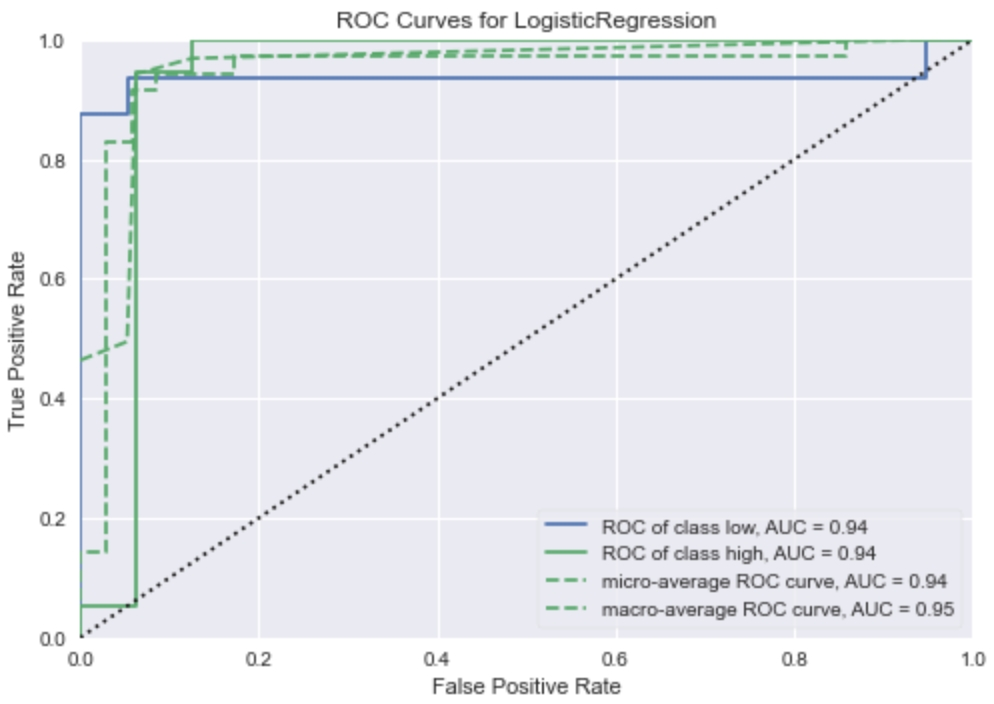 ROC Curves for LogisticRegression
1.0
0.8
0.6
0.4
0.2
0.0
True Positive Rate
ROC of class low, AUC = 0.94
ROC of class high, AUC = 0.94
micro-average ROC curve, AUC = 0.94
macro-average ROC curve, AUC = 0.95
0.0 0.2 0.4 0.6 0.8 1.0
False Positive Rate